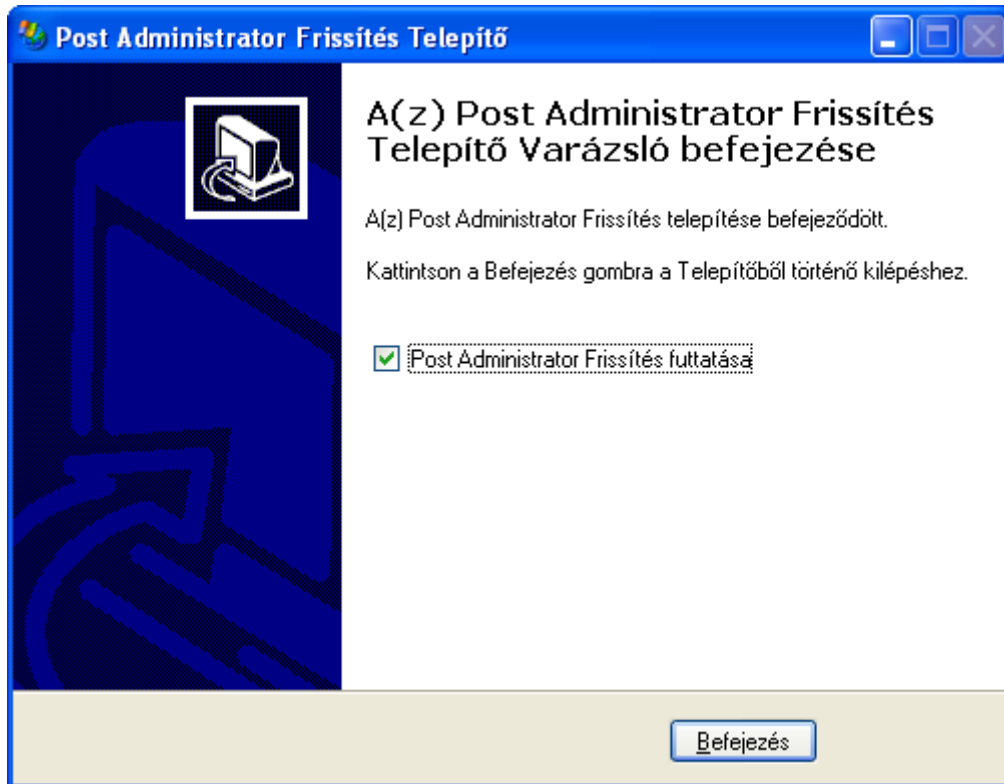 Post Administrator Frissítés Telepítő
A(z) Post Administrator Frissítés
Telepítő Varázsló befejezése
A(z) Post Administrator Frissítés telepítése befejeződött.
Kattintson a Befejezés gombra a Telepítőből történő kilépéshez.
Post Administrator Frissítés futtatása
Befejezés